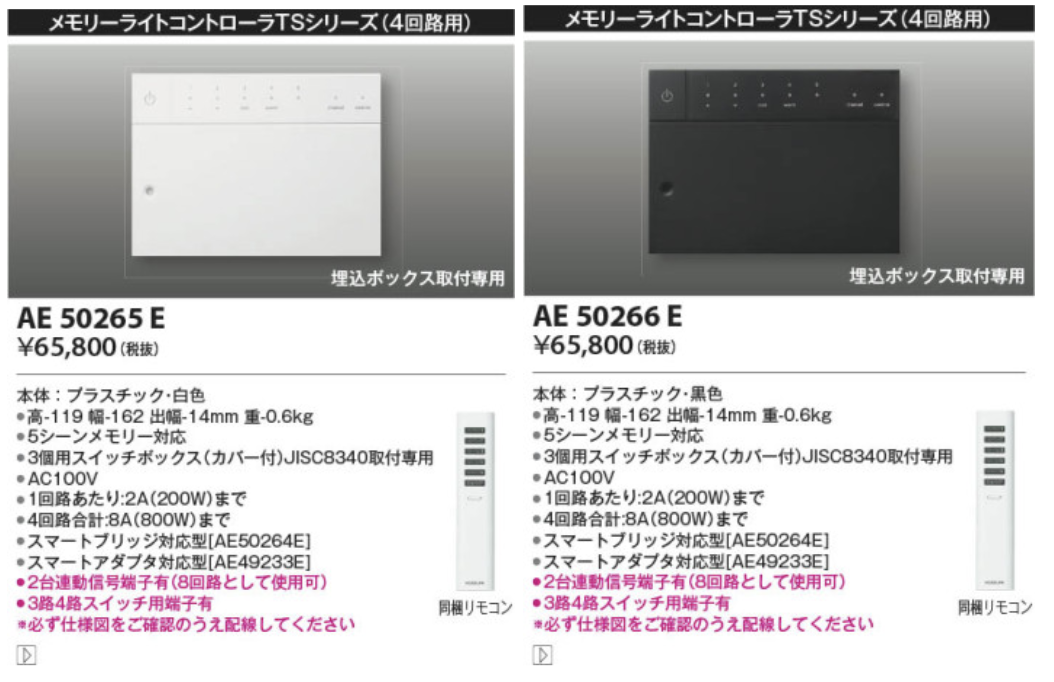 メモリーライトコントローラTSシリーズ(4回路用)
埋込ボックス取付専用
AE 50265 E
¥65,800(税抜)
本体:プラスチック・白色
●高-119 幅-162 出幅-14mm 重-0.6kg
●5シーンメモリー対応
●3個用スイッチボックス(カバー付)JISC8340取付専用
●AC100V
●1回路あたり:2A(200W)まで
●4回路合計:8A(800W)まで
●スマートブリッジ対応型[AE50264E]
●スマートアダプタ対応型[AE49233E]
●2台連動信号端子有(8回路として使用可)
●3路4路スイッチ用端子有
※必ず仕様図をご確認のうえ配線してください
同梱リモコン
メモリーライトコントローラTSシリーズ(4回路用)
埋込ボックス取付専用
AE 50266 E
¥65,800(税抜)
本体:プラスチック・黒色
●高-119 幅-162 出幅-14mm 重-0.6kg
●5シーンメモリー対応
●3個用スイッチボックス(カバー付)JISC8340取付専用
●AC100V
●1回路あたり:2A(200W)まで
●4回路合計:8A(800W)まで
●スマートブリッジ対応型[AE50264E]
●スマートアダプタ対応型[AE49233E]
●2台連動信号端子有(8回路として使用可)
●3路4路スイッチ用端子有
※必ず仕様図をご確認のうえ配線してください
同梱リモコン